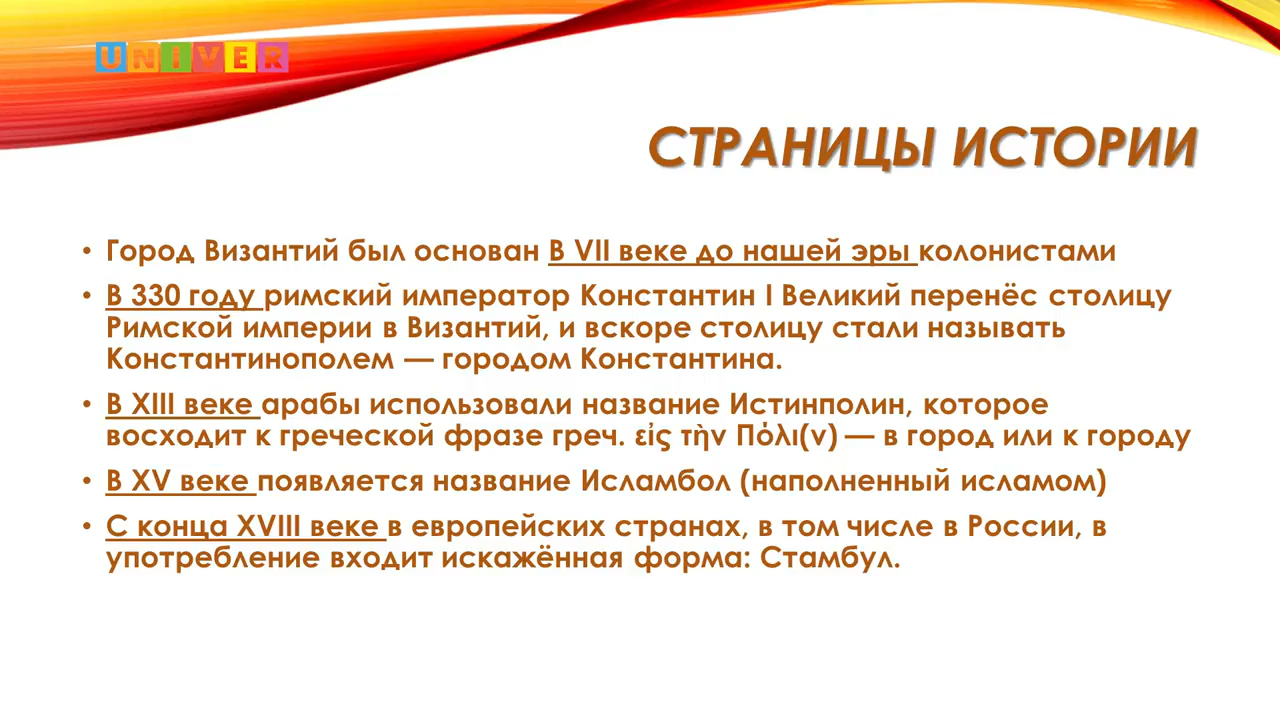 UNIVER
СТРАНИЦЫ ИСТОРИИ
• Город Византий был основан В VII веке до нашей эры колонистами
• В 330 году римский император Константин I Великий перенёс столицу
Римской империи в Византий, и вскоре столицу стали называть
Константинополем — городом Константина.
• В XIII веке арабы использовали название Истинполин, которое
восходит к греческой фразе греч. εἰς τὴν Πόλι(ν) — в город или к городу
• В XV веке появляется название Исламбол (наполненный исламом)
• С конца XVIII веке в европейских странах, в том числе в России, в
употребление входит искажённая форма: Стамбул.